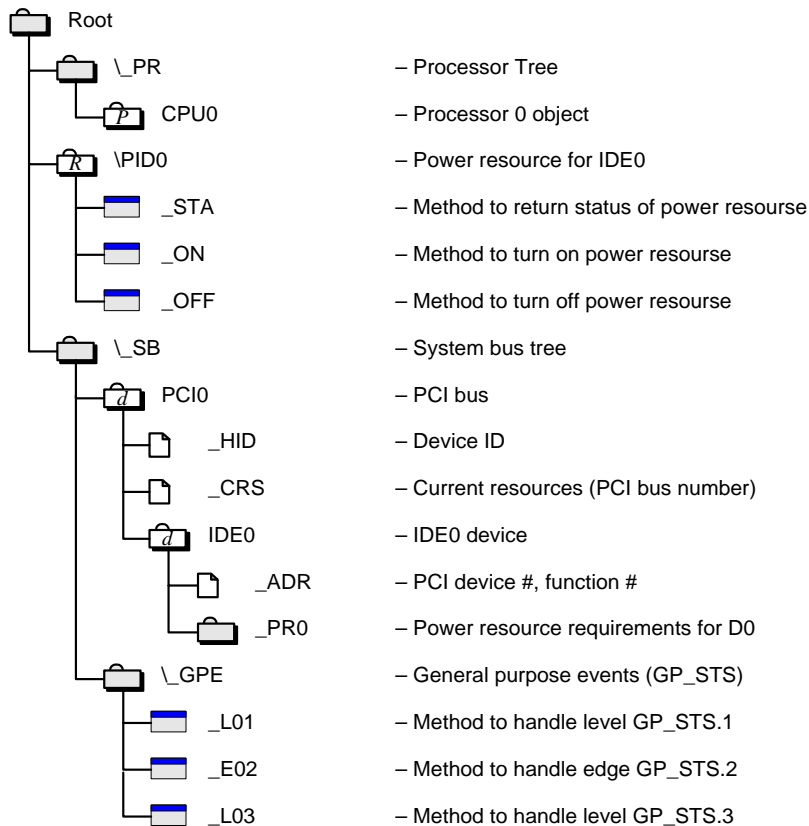 Root
\_PR – Processor Tree
P CPU0 – Processor 0 object
R \PID0 – Power resource for IDE0
_STA – Method to return status of power resourse
_ON – Method to turn on power resourse
_OFF – Method to turn off power resourse
\_SB – System bus tree
d PCI0 – PCI bus
_HID – Device ID
_CRS – Current resources (PCI bus number)
d IDE0 – IDE0 device
_ADR – PCI device #, function #
_PR0 – Power resource requirements for D0
\_GPE – General purpose events (GP_STS)
_L01 – Method to handle level GP_STS.1
_E02 – Method to handle edge GP_STS.2
_L03 – Method to handle level GP_STS.3